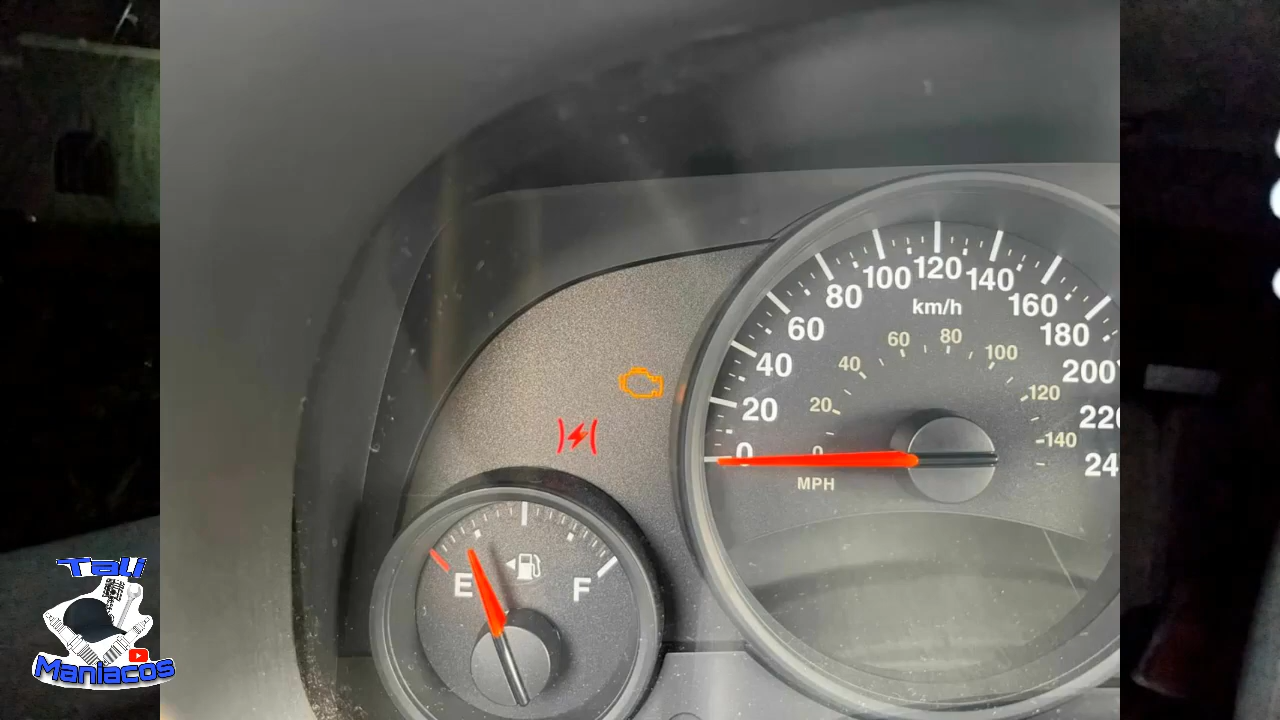 100 120 140
80 km/h 160
60 60 80 180
40 40 100 200
20 20 120 220
0 0 140 24
MPH
E F
Tall
Maniacos